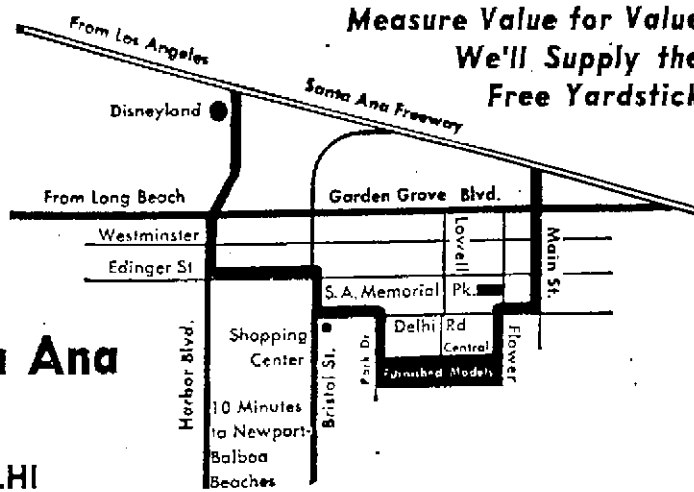 Measure Value for Value
We'll Supply the
Free Yardstick
From Los Angeles
Santa Ana Freeway
Disneyland
From Long Beach
Garden Grove Blvd.
Westminster
Edinger St
Lowell
Main St.
S. A. Memorial Pk.
Harbor Blvd.
Shopping
Center
Bristol St.
Park Dr
Delhi Rd
Central
Flower
Furnished Models
10 Minutes
to Newport-
Balboa
Beaches
Ana